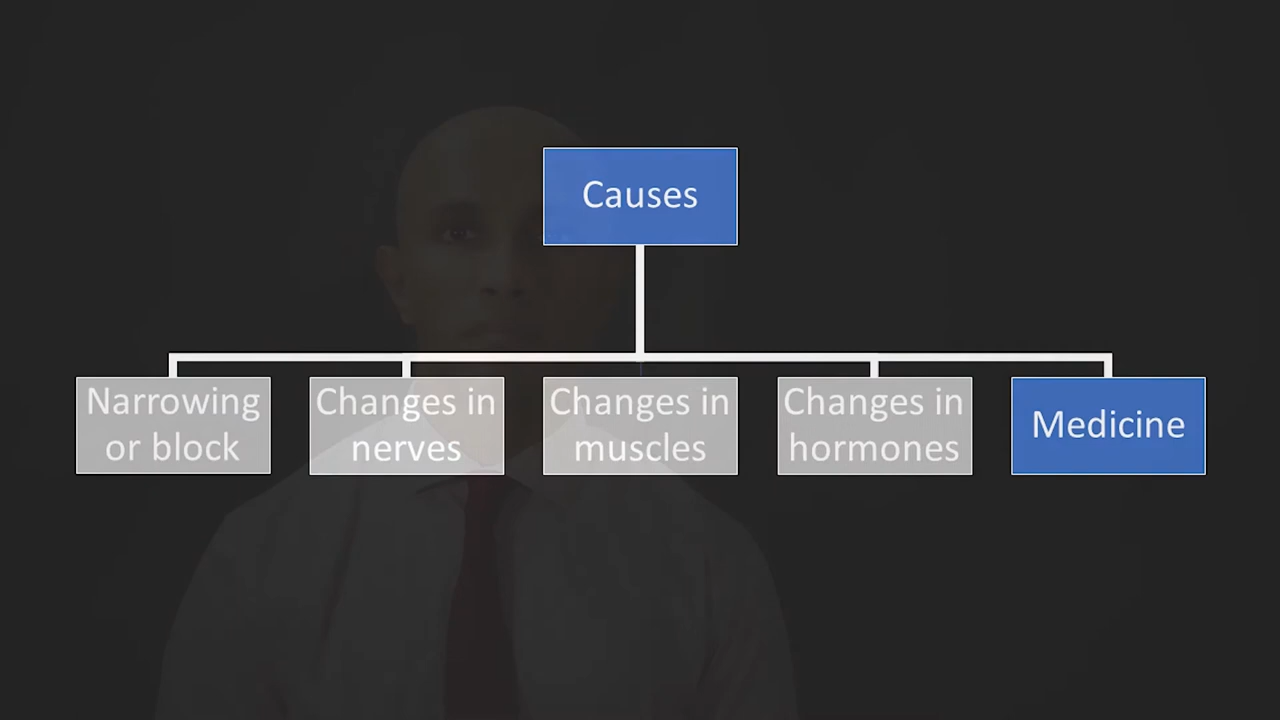 Causes
Narrowing
or block
Changes in
nerves
Changes in
muscles
Changes in
hormones
Medicine